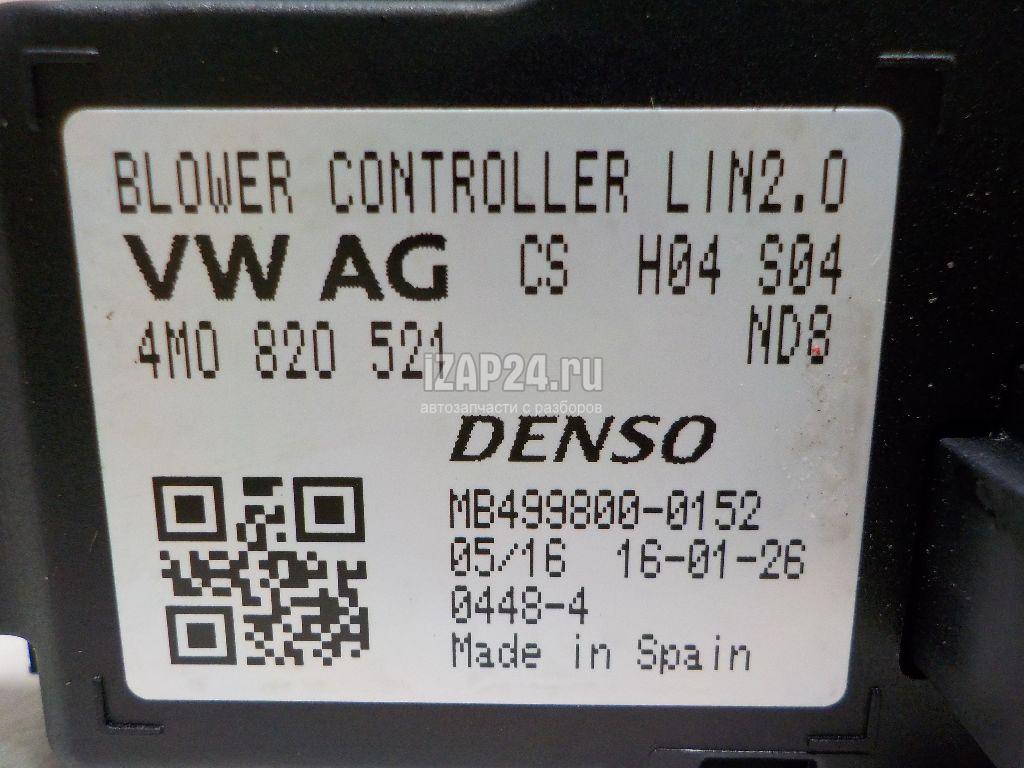 BLOWER CONTROLLER LIN2.0
VW AG CS H04 S04
4M0 820 521 ND8
iZAP24.ru
автозапчасти с разборов
DENSO
MB499800-0152
05/16 16-01-26
0448-4
Made in Spain